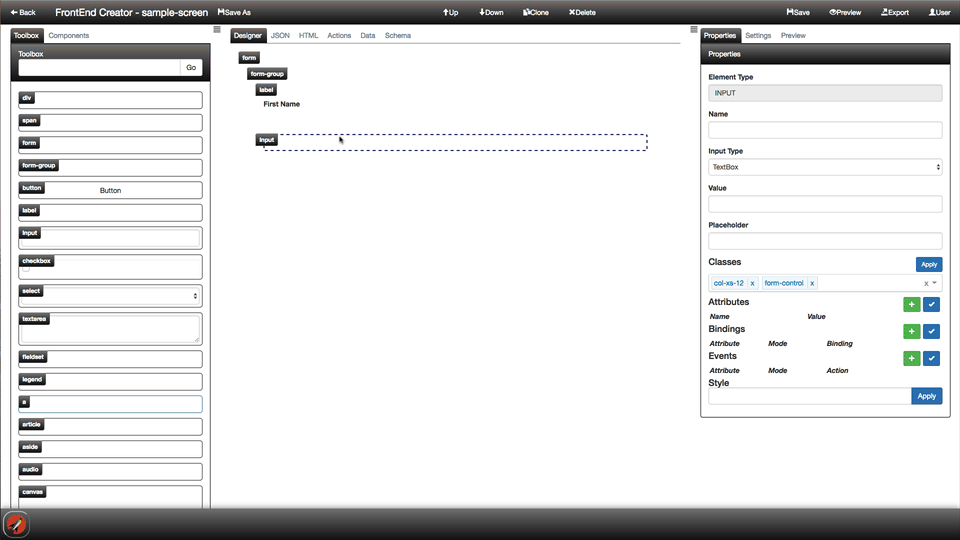 Back FrontEnd Creator - sample-screen Save As Up Down Clone Delete Save Preview Export User
Toolbox Components
Toolbox
Go
div
span
form
form-group
button Button
label
input
checkbox
select
textarea
fieldset
legend
a
article
aside
audio
canvas
Designer JSON HTML Actions Data Schema
form
form-group
label
First Name
input
Properties Settings Preview
Properties
Element Type
INPUT
Name
Input Type
TextBox
Value
Placeholder
Classes Apply
col-xs-12 x form-control x x
Attributes
Name Value
Bindings
Attribute Mode Binding
Events
Attribute Mode Action
Style
Apply